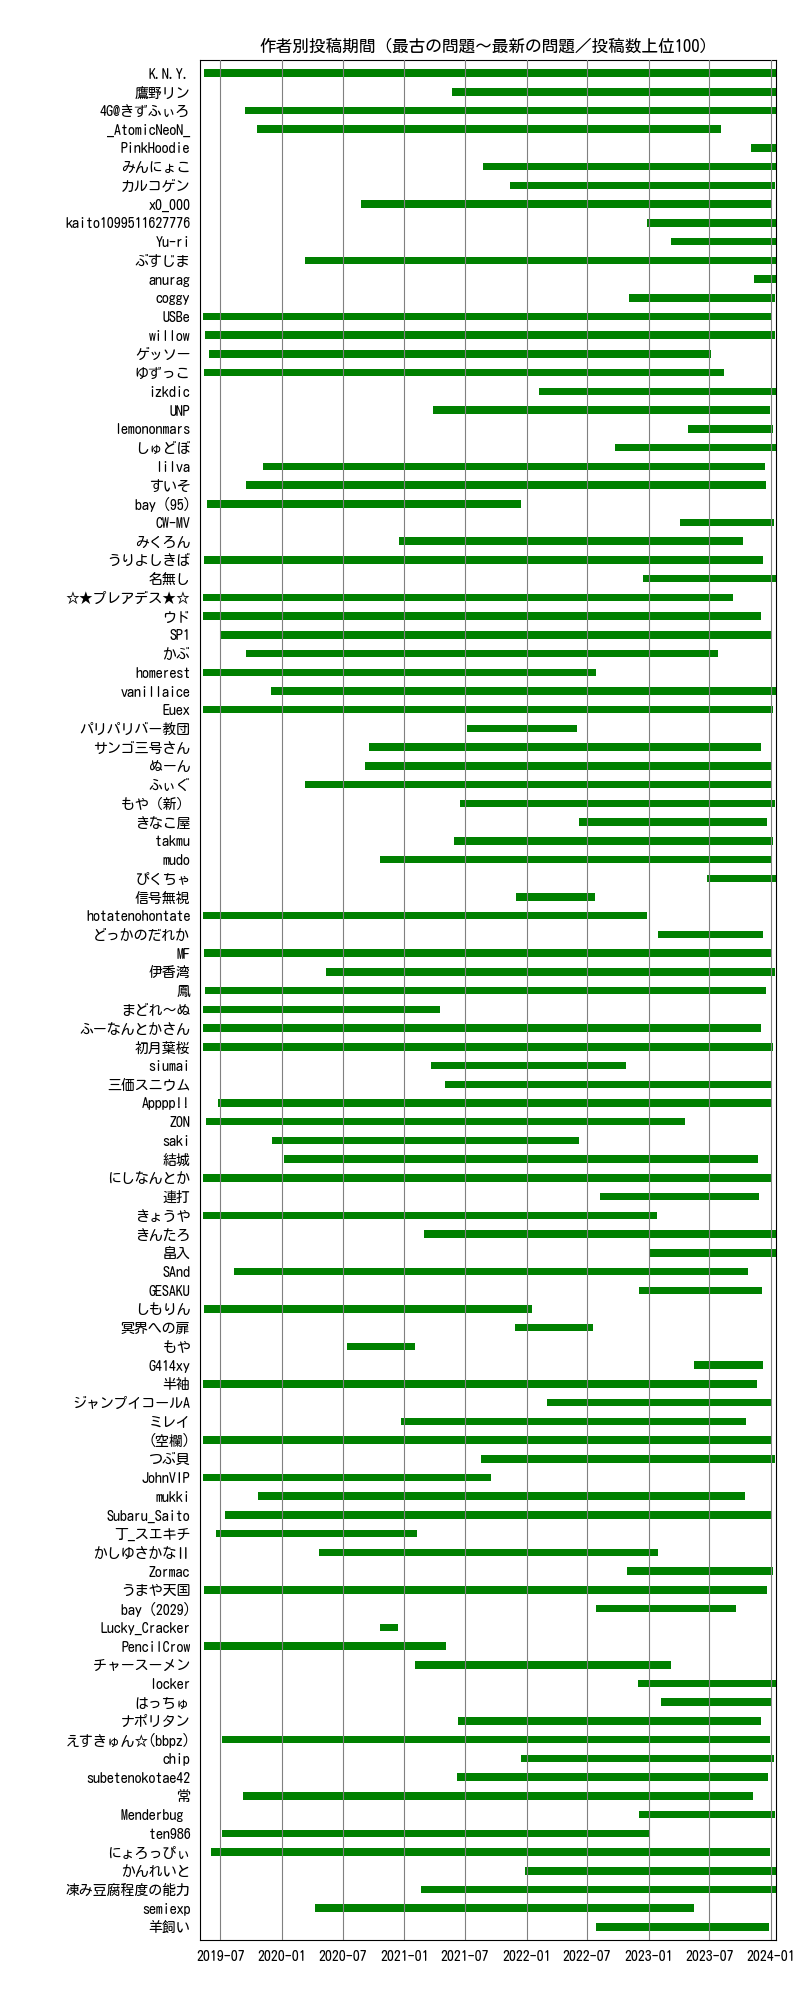 作者別投稿期間（最古の問題～最新の問題／投稿数上位100）
K.N.Y.
鷹野リン
4G@きずふぃろ
_AtomicNeoN_
PinkHoodie
みんにょこ
カルコゲン
x0_000
kaito1099511627776
Yu-ri
ぶすじま
anurag
coggy
USBe
willow
ゲッソー
ゆずっこ
izkdic
UNP
lemononmars
しゅどぼ
lilva
すいそ
bay (95)
CW-MV
みくろん
うりよしきば
名無し
☆★プレアデス★☆
ウド
SP1
かぶ
homerest
vanillaice
Euex
パリパリバー教団
サンゴ三号さん
ぬーん
ふぃぐ
もや（新）
きなこ屋
takmu
mudo
ぴくちゃ
信号無視
hotatenohontate
どっかのだれか
MF
伊香湾
鳳
まどれ～ぬ
ふーなんとかさん
初月葉桜
siumai
三価スニウム
Appppll
ZON
saki
結城
にしなんとか
連打
きょうや
きんたろ
畠入
SAnd
GESAKU
しもりん
冥界への扉
もや
G414xy
半袖
ジャンプイコールA
ミレイ
(空欄)
つぶ貝
JohnVIP
mukki
Subaru_Saito
丁_スエキチ
かしゆさかなII
Zormac
うまや天国
bay (2029)
Lucky_Cracker
PencilCrow
チャースーメン
locker
はっちゅ
ナポリタン
えすきゅん☆(bbpz)
chip
subetenokotae42
常
Menderbug
ten986
にょろっぴぃ
かんれいと
凍み豆腐程度の能力
semiexp
羊飼い
2019-07 2020-01 2020-07 2021-01 2021-07 2022-01 2022-07 2023-01 2023-07 2024-01